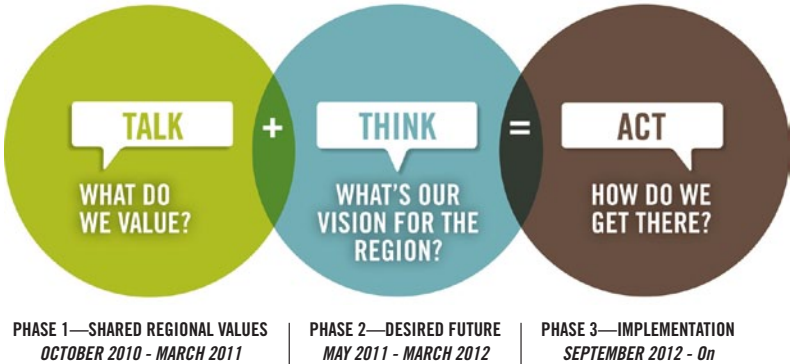 TALK
WHAT DO
WE VALUE?
+
THINK
WHAT'S OUR
VISION FOR THE
REGION?
=
ACT
HOW DO WE
GET THERE?
PHASE 1—SHARED REGIONAL VALUES
OCTOBER 2010 - MARCH 2011
PHASE 2—DESIRED FUTURE
MAY 2011 - MARCH 2012
PHASE 3—IMPLEMENTATION
SEPTEMBER 2012 - On